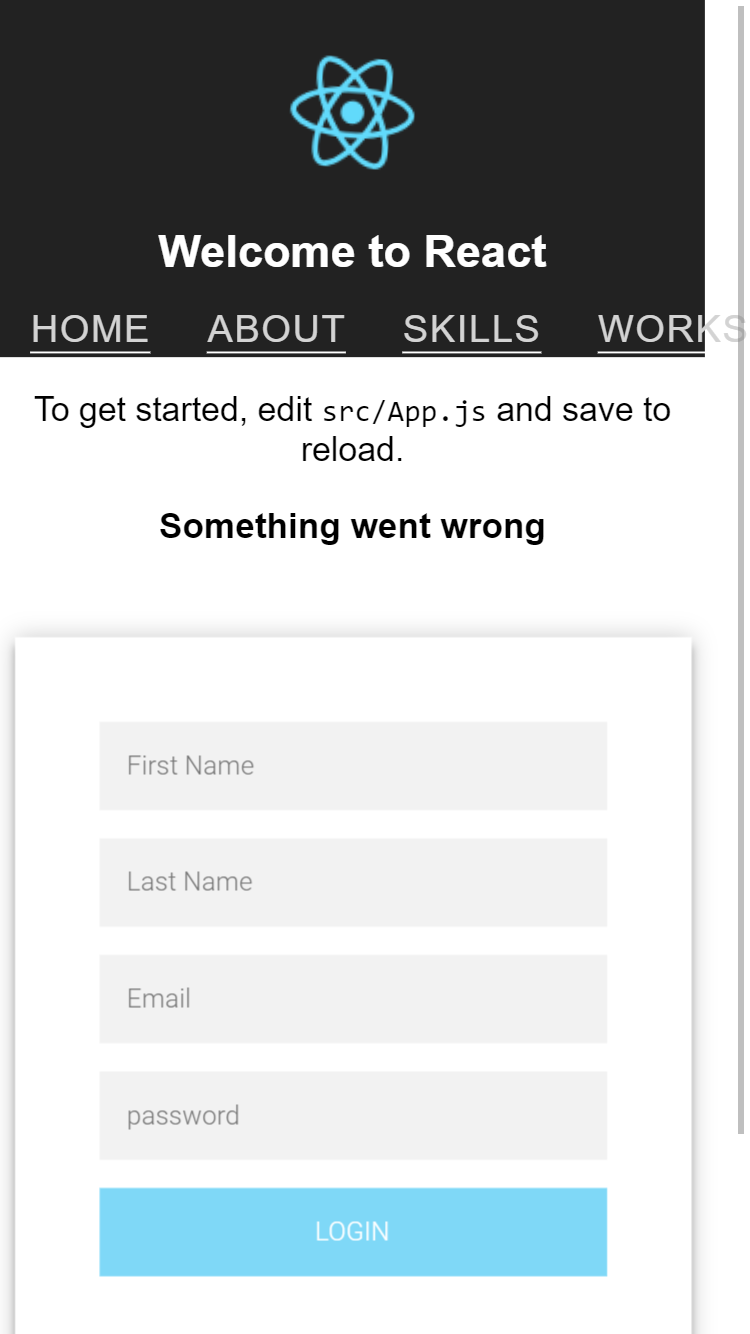 Welcome to React
HOME ABOUT SKILLS WORKS
To get started, edit src/App.js and save to
reload.
Something went wrong
First Name
Last Name
Email
password
LOGIN